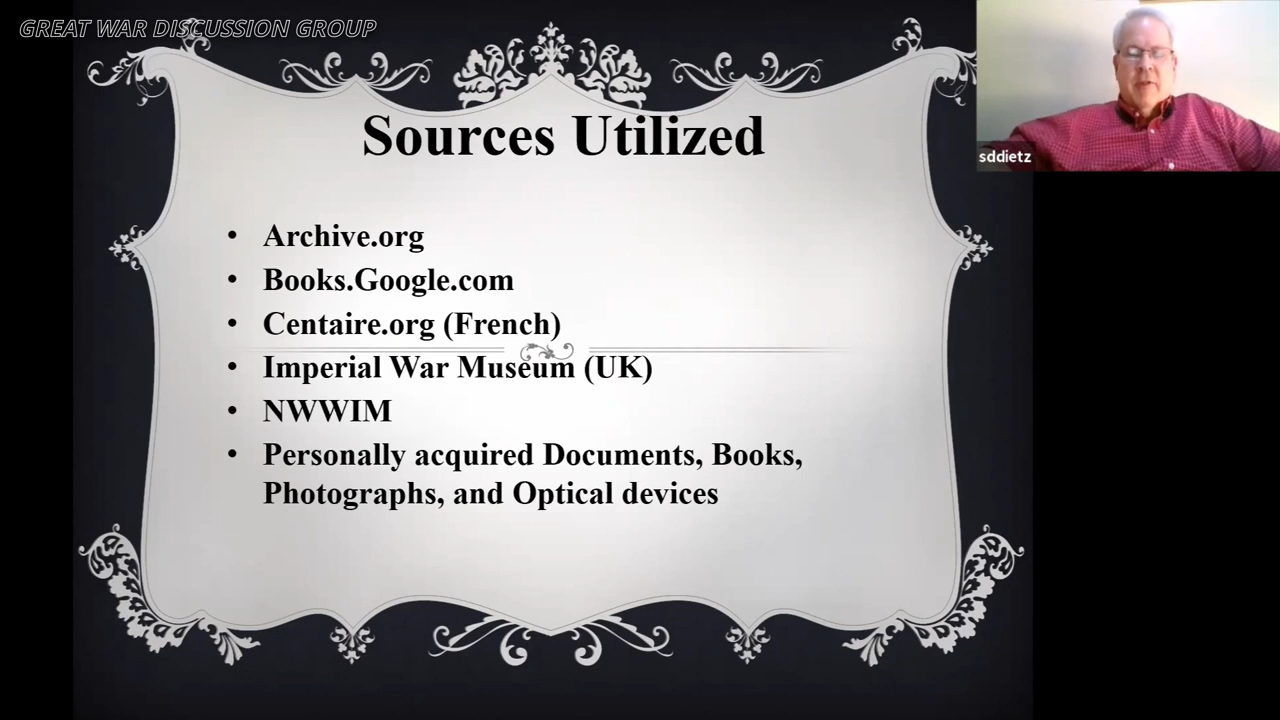 GREAT WAR DISCUSSION GROUP
sddietz
Sources Utilized
• Archive.org
• Books.Google.com
• Centaire.org (French)
• Imperial War Museum (UK)
• NWWIM
• Personally acquired Documents, Books,
Photographs, and Optical devices